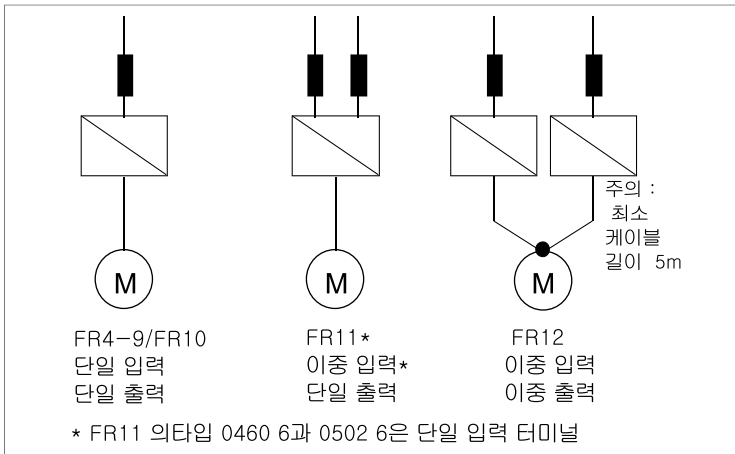 주의 :
최소
케이블
길이 5m
M
M
M
FR4-9/FR10
단일 입력
단일 출력
FR11*
이중 입력*
단일 출력
FR12
이중 입력
이중 출력
* FR11 의타입 0460 6과 0502 6은 단일 입력 터미널